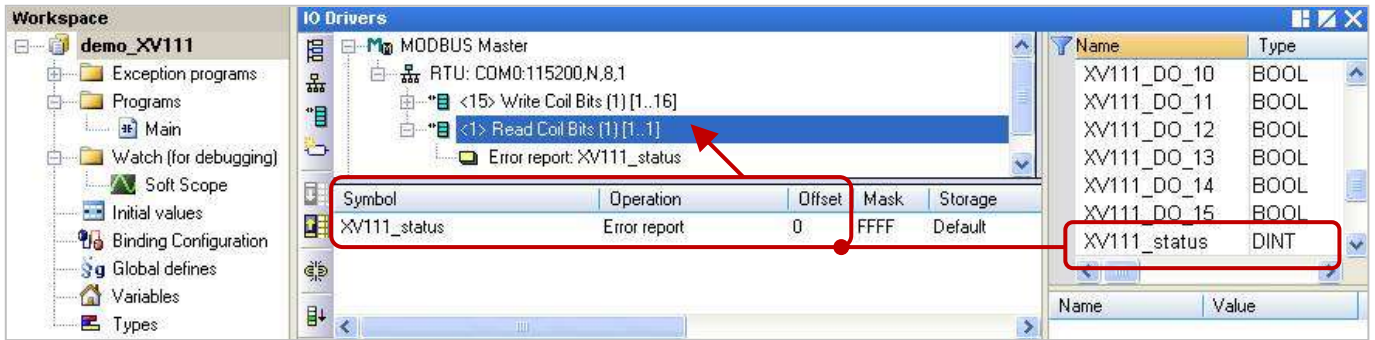 Workspace
demo_XV111
Exception programs
Programs
Main
Watch (for debugging)
Soft Scope
Initial values
Binding Configuration
Global defines
Variables
Types
IO Drivers
MODBUS Master
RTU: COM0:115200,N,8,1
<15> Write Coil Bits (1) [1..16]
<1> Read Coil Bits (1) [1..1]
Error report: XV111_status
Symbol Operation Offset Mask Storage
XV111_status Error report 0 FFFF Default
Name Type
XV111_DO_10 BOOL
XV111_DO_11 BOOL
XV111_DO_12 BOOL
XV111_DO_13 BOOL
XV111_DO_14 BOOL
XV111_DO_15 BOOL
XV111_status DINT
Name Value